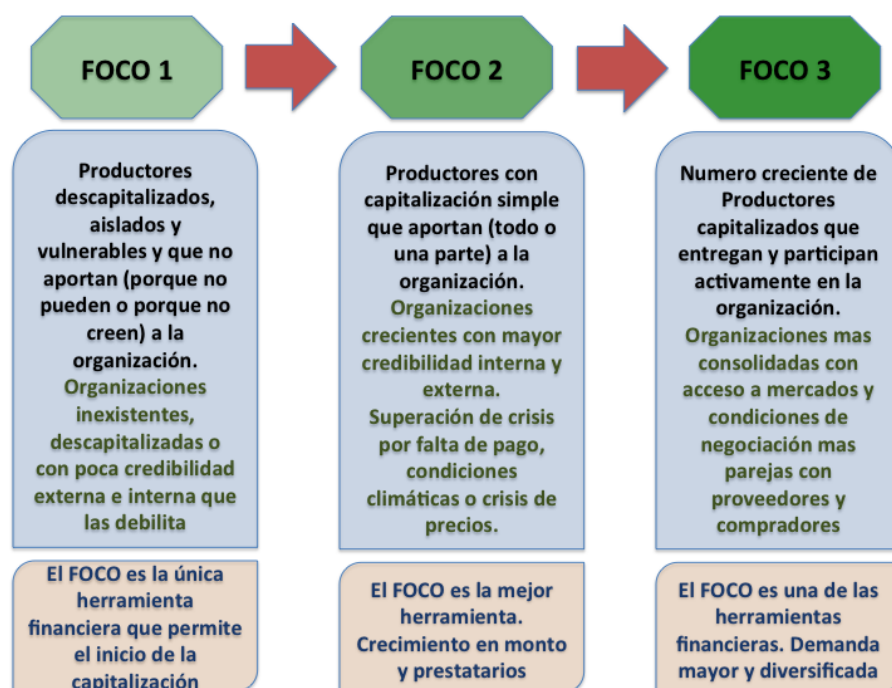 FOCO 1
FOCO 2
FOCO 3
Productores
descapitalizados,
aislados y
vulnerables y que no
aportan (porque no
pueden o porque no
creen) a la
organización.
Organizaciones
inexistentes,
descapitalizadas o
con poca credibilidad
externa e interna que
las debilita
Productores con
capitalización simple
que aportan (todo o
una parte) a la
organización.
Organizaciones
crecientes con mayor
credibilidad interna y
externa.
Superación de crisis
por falta de pago,
condiciones
climáticas o crisis de
precios.
Numero creciente de
Productores
capitalizados que
entregan y participan
activamente en la
organización.
Organizaciones mas
consolidadas con
acceso a mercados y
condiciones de
negociación mas
parejas con
proveedores y
compradores
El FOCO es la única
herramienta
financiera que permite
el inicio de la
capitalización
El FOCO es la mejor
herramienta.
Crecimiento en monto
y prestatarios
El FOCO es una de las
herramientas
financieras. Demanda
mayor y diversificada